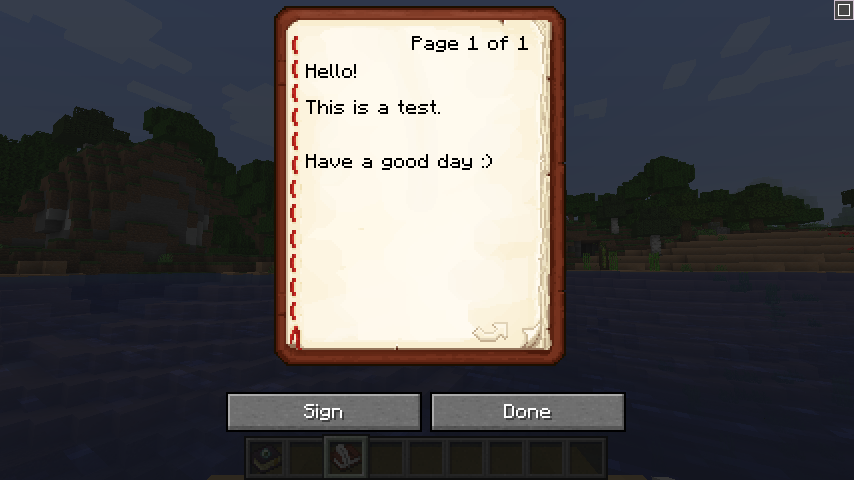 Page 1 of 1
Hello!
This is a test.
Have a good day :)
Sign
Done